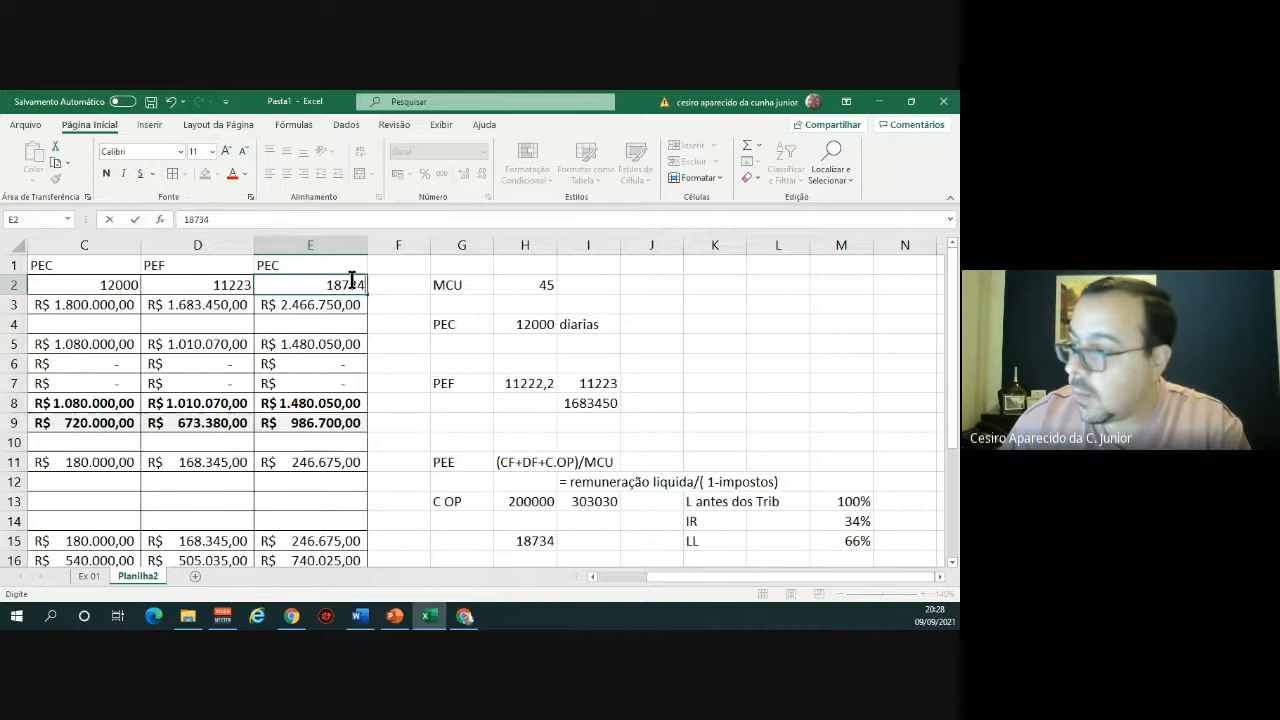 Salvamento Automático
Pasta1 - Excel
Pesquisar
cesiro aparecido da cunha junior
Arquivo Página Inicial Inserir Layout da Página Fórmulas Dados Revisão Exibir Ajuda
Compartilhar Comentários
Colar
Calibri 11
N I S
Geral
Formatação Condicional
Formatar como Tabela
Estilos de Célula
Inserir
Excluir
Formatar
Classificar e Filtrar
Localizar e Selecionar
Área de Transferência Fonte Alinhamento Número Estilos Células Edição
E2 fx 18734
C D E F G H I J K L M N
1 PEC PEF PEC
2 12000 11223 18734 MCU 45
3 R$ 1.800.000,00 R$ 1.683.450,00 R$ 2.466.750,00
4 PEC 12000 diarias
5 R$ 1.080.000,00 R$ 1.010.070,00 R$ 1.480.050,00
6 R$ - R$ - R$ -
7 R$ - R$ - R$ - PEF 11222,2 11223
8 R$ 1.080.000,00 R$ 1.010.070,00 R$ 1.480.050,00 1683450
9 R$ 720.000,00 R$ 673.380,00 R$ 986.700,00
10
11 R$ 180.000,00 R$ 168.345,00 R$ 246.675,00 PEE (CF+DF+C.OP)/MCU
12 = remuneração liquida/( 1-impostos)
13 C OP 200000 303030 L antes dos Trib 100%
14 IR 34%
15 R$ 180.000,00 R$ 168.345,00 R$ 246.675,00 18734 LL 66%
16 R$ 540.000,00 R$ 505.035,00 R$ 740.025,00
Ex 01 Planilha2
Digite
140%
20:28
09/09/2021
Cesiro Aparecido da C. Junior